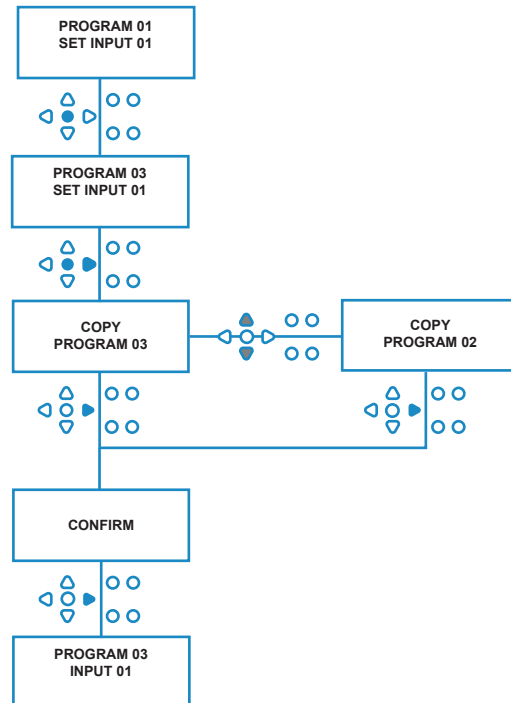 PROGRAM 01
SET INPUT 01
PROGRAM 03
SET INPUT 01
COPY
PROGRAM 03
COPY
PROGRAM 02
CONFIRM
PROGRAM 03
INPUT 01